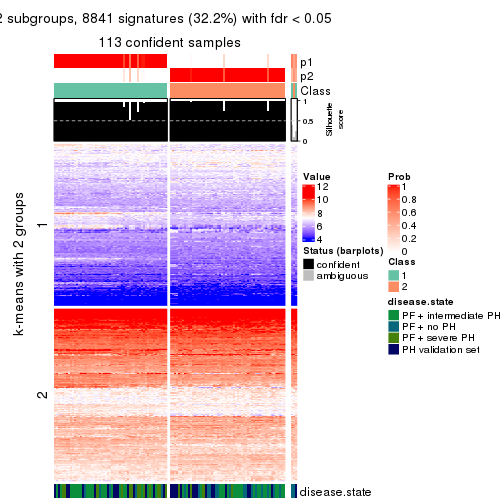 2 subgroups, 8841 signatures (32.2%) with fdr < 0.05
113 confident samples
p1
p2
Class
1
0.5
0
Silhouette
score
k-means with 2 groups
1
2
Value
12
10
8
6
4
Status (barplots)
confident
ambiguous
Prob
1
0.8
0.6
0.4
0.2
0
Class
1
2
disease.state
PF + intermediate PH
PF + no PH
PF + severe PH
PH validation set
disease.state